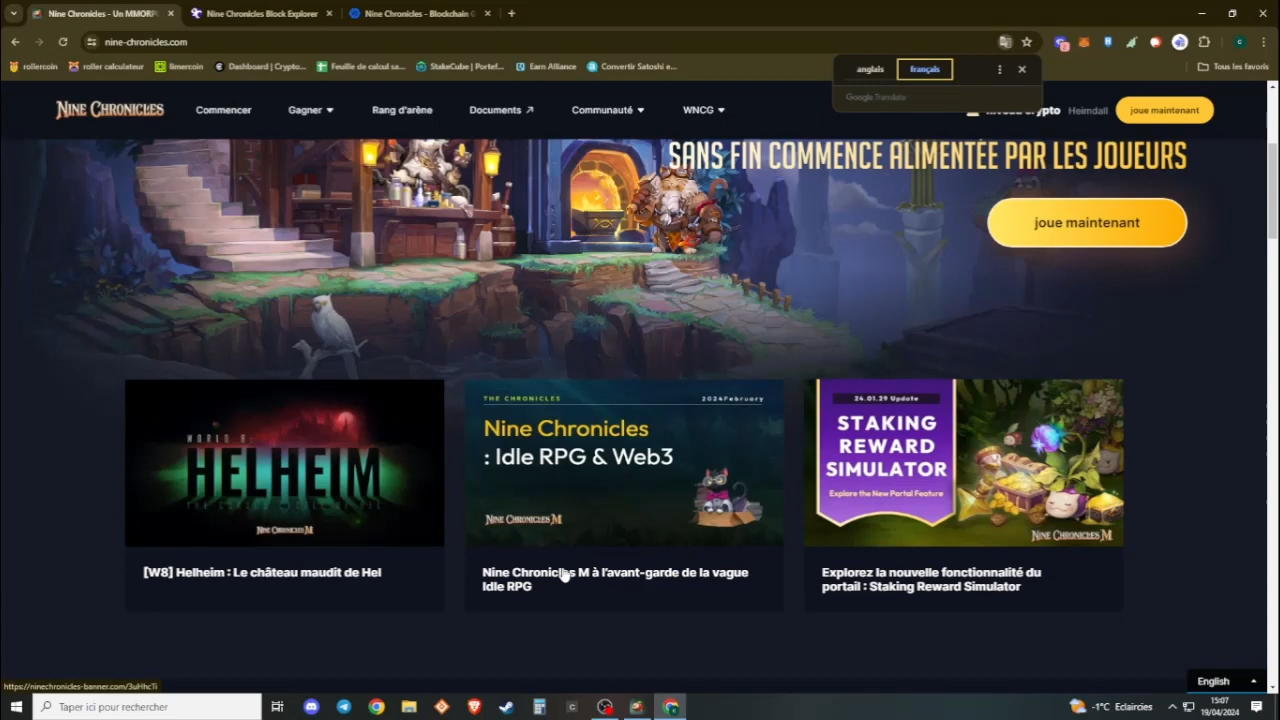 Nine Chronicles - Un MMORP
Nine Chronicles Block Explorer
Nine Chronicles - Blockchain G
nine-chronicles.com
rollercoin
roller calculateur
limercoin
Dashboard | Crypto...
Feuille de calcul sa...
StakeCube | Portef...
Earn Alliance
Convertir Satoshi e...
Tous les favoris
anglais
français
Google Translate
NINE CHRONICLES
Commencer
Gagner
Rang d'arène
Documents
Communauté
WNCG
Heimdall
joue maintenant
SANS FIN COMMENCE ALIMENTÉE PAR LES JOUEURS
joue maintenant
WORLD 8:
HELHEIM
NINE CHRONICLES M
[W8] Helheim : Le château maudit de Hel
THE CHRONICLES
2024February
Nine Chronicles
: Idle RPG & Web3
NINE CHRONICLES M
Nine Chronicles M à l'avant-garde de la vague
Idle RPG
24.01.29 Update
STAKING
REWARD
SIMULATOR
Explore the New Portal Feature
NINE CHRONICLES M
Explorez la nouvelle fonctionnalité du
portail : Staking Reward Simulator
https://ninechronicles-banner.com/3uHhcTi
English
Taper ici pour rechercher
-1°C Eclaircies
15:07
19/04/2024